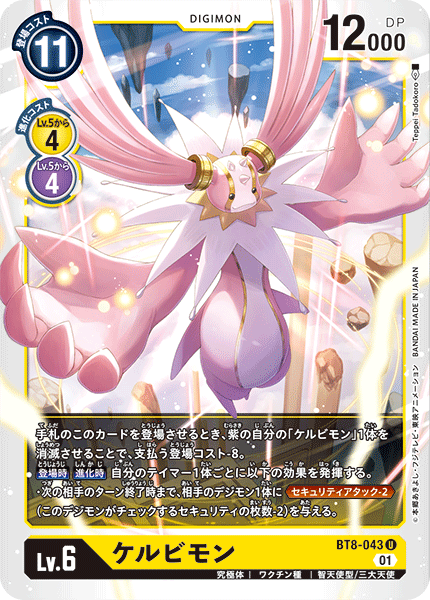 登場コスト
11
DIGIMON
12000
DP
進化コスト
Lv.5から
4
Lv.5から
4
Teppei Tadokoro
BANDAI MADE IN JAPAN
©本郷あきよし・フジテレビ・東映アニメーション
手札のこのカードを登場させるとき、紫の自分の「ケルビモン」1体を
消滅させることで、支払う登場コスト-8。
登場時 進化時 自分のテイマー1体ごとに以下の効果を発揮する。
・次の相手のターン終了時まで、相手のデジモン1体に セキュリティアタック-2
(このデジモンがチェックするセキュリティの枚数-2)を与える。
BT8-043 U
Lv.6
ケルビモン
01
究極体 | ワクチン種 | 智天使型/三大天使